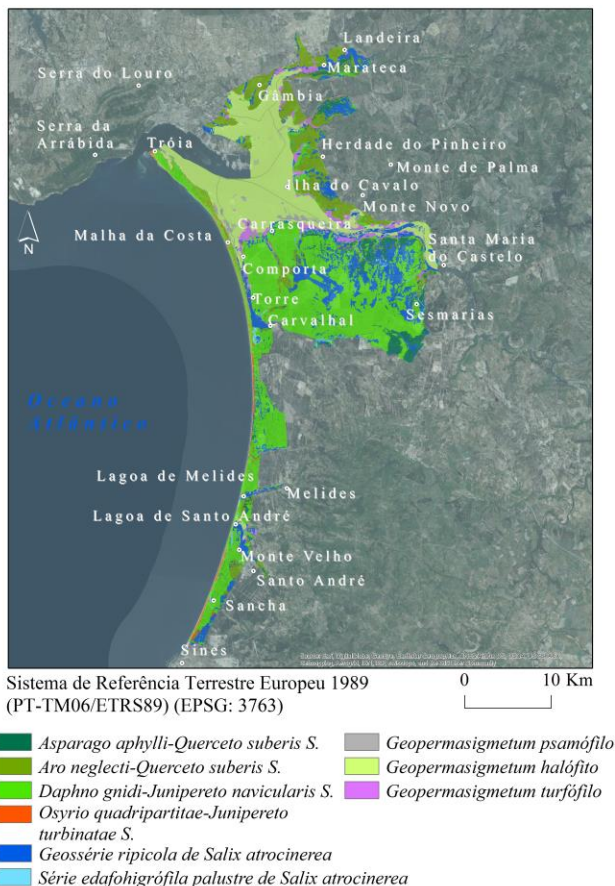 Landeira
Marateca
Serra do Louro
Gâmbia
Serra da
Arrábida
Tróia
Herdade do Pinheiro
Monte de Palma
Ilha do Cavalo
Monte Novo
Carrasqueira
Malha da Costa
Santa Maria
do Castelo
Comporta
Torre
Sesmarias
Carvalhal
N
Oceano
Atlântico
Lagoa de Melides
Melides
Lagoa de Santo André
Monte Velho
Santo André
Sancha
Sines
Sistema de Referência Terrestre Europeu 1989
(PT-TM06/ETRS89) (EPSG: 3763)
0 10 Km
Asparago aphylli-Querceto suberis S.
Aro neglecti-Querceto suberis S.
Daphno gnidi-Junipereto navicularis S.
Osyrio quadripartitae-Junipereto
turbinatae S.
Geossérie ripicola de Salix atrocinerea
Série edafohigrófila palustre de Salix atrocinerea
Geopermasigmetum psamófilo
Geopermasigmetum halófito
Geopermasigmetum turfófilo